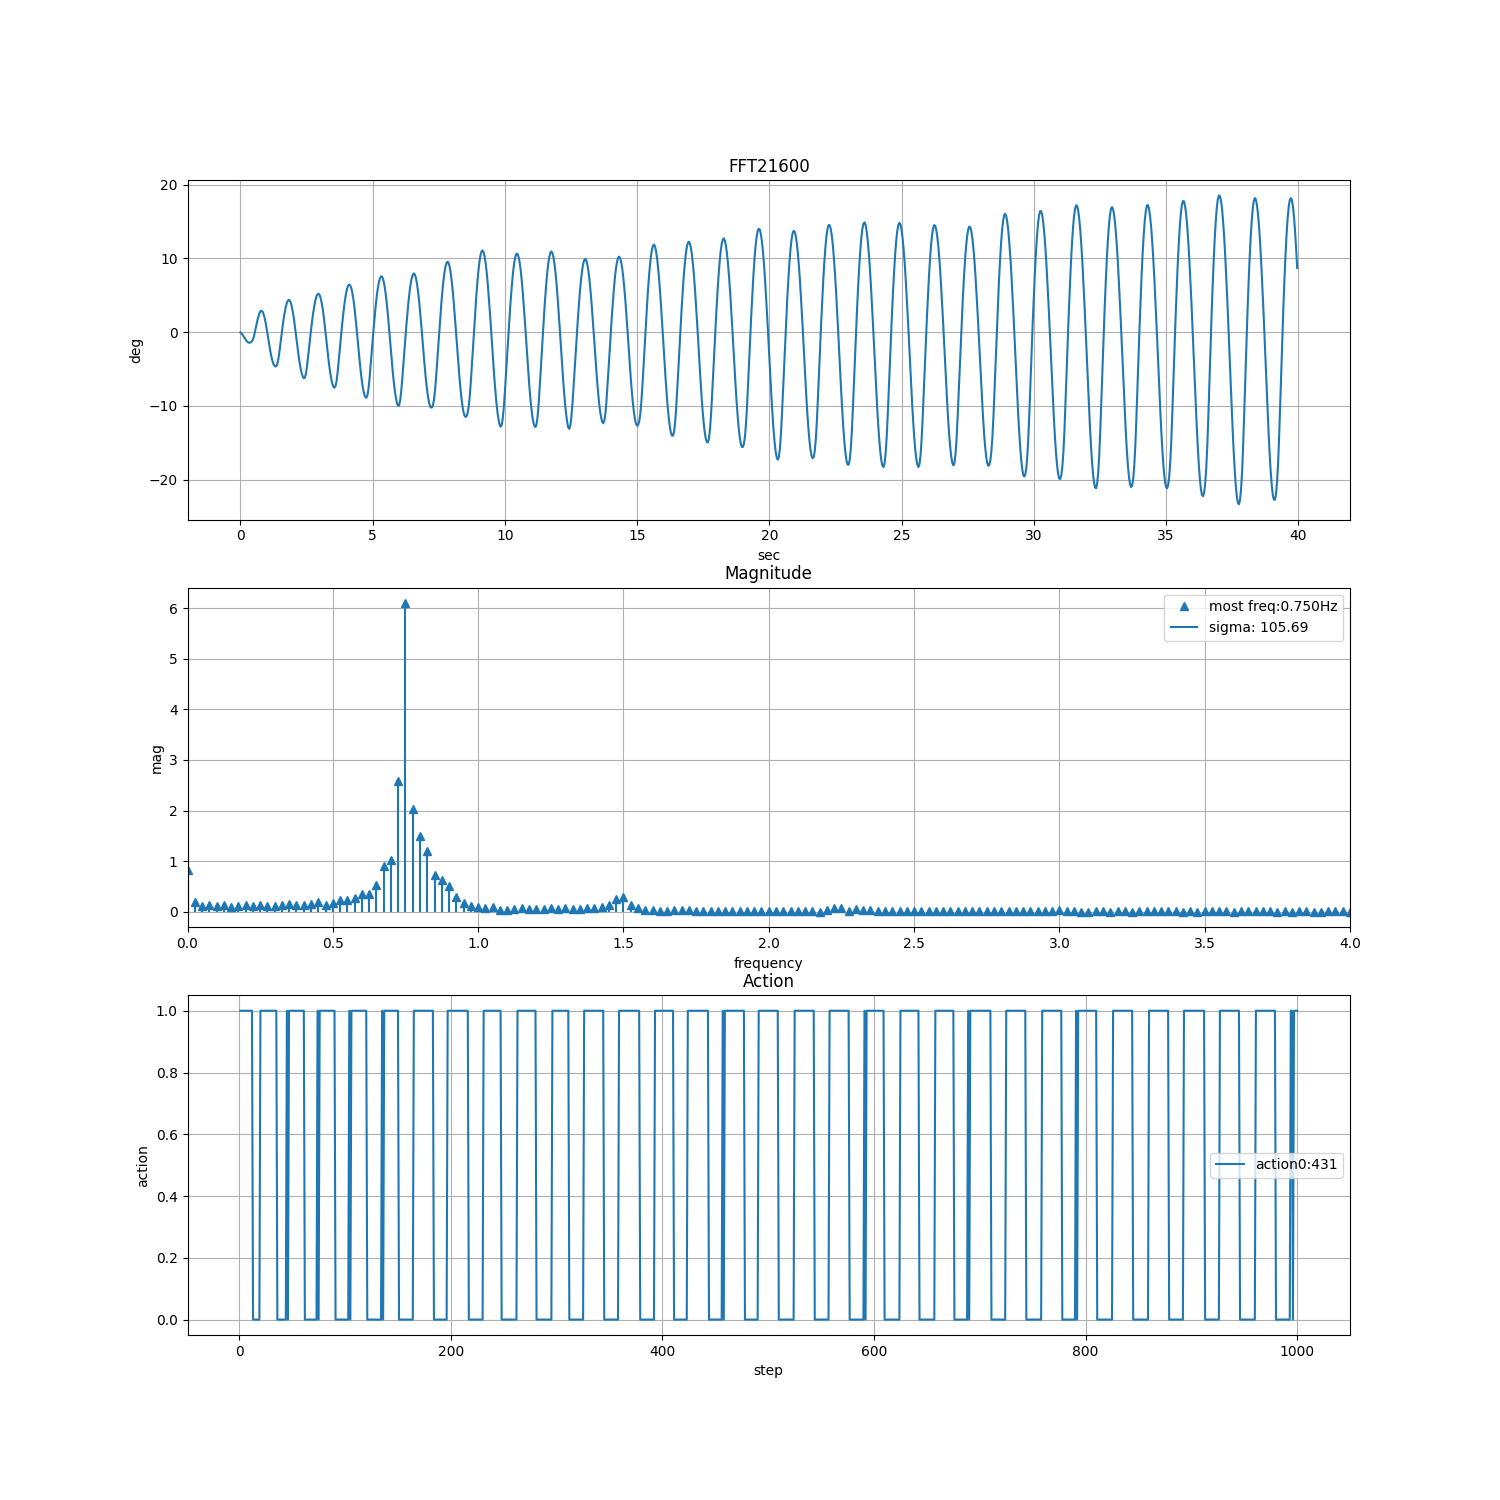 FFT21600
20
10
0
−10
−20
deg
0 5 10 15 20 25 30 35 40
sec
Magnitude
6
5
4
3
2
1
0
mag
most freq:0.750Hz
sigma: 105.69
0.0 0.5 1.0 1.5 2.0 2.5 3.0 3.5 4.0
frequency
Action
1.0
0.8
0.6
0.4
0.2
0.0
action
action0:431
0 200 400 600 800 1000
step